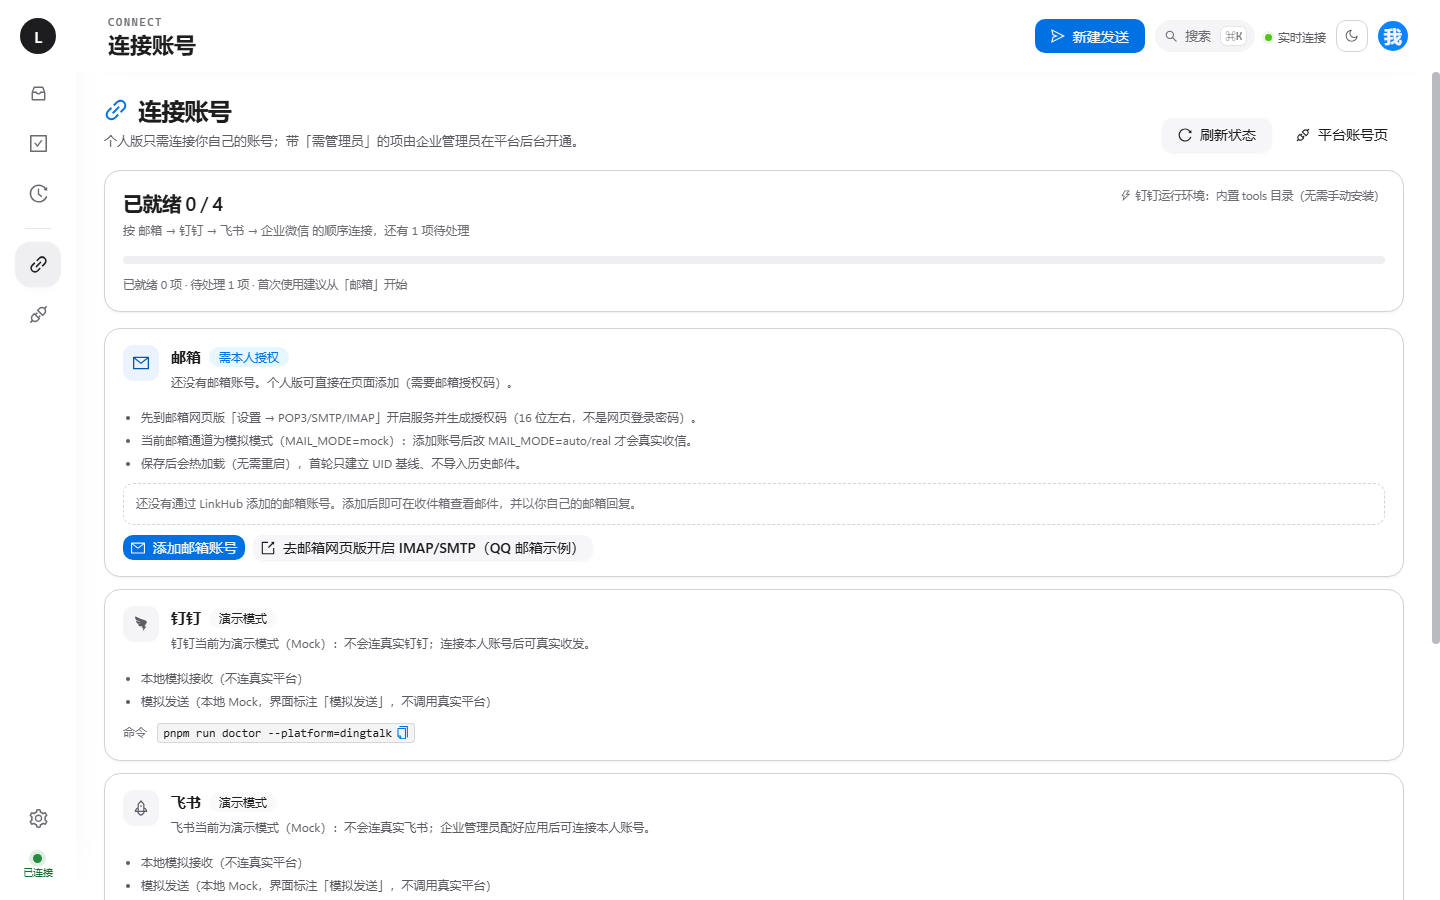 L
CONNECT
连接账号
新建发送
搜索 ⌘K
实时连接
我
连接账号
个人版只需连接你自己的账号；带「需管理员」的项由企业管理员在平台后台开通。
刷新状态
平台账号页
已就绪 0 / 4
钉钉运行环境：内置 tools 目录（无需手动安装）
按 邮箱 → 钉钉 → 飞书 → 企业微信 的顺序连接，还有 1 项待处理
已就绪 0 项 · 待处理 1 项 · 首次使用建议从「邮箱」开始
邮箱 需本人授权
还没有邮箱账号。个人版可直接在页面添加（需要邮箱授权码）。
• 先到邮箱网页版「设置 → POP3/SMTP/IMAP」开启服务并生成授权码（16 位左右，不是网页登录密码）。
• 当前邮箱通道为模拟模式（MAIL_MODE=mock）：添加账号后改 MAIL_MODE=auto/real 才会真实收信。
• 保存后会热加载（无需重启），首轮只建立 UID 基线、不导入历史邮件。
还没有通过 LinkHub 添加的邮箱账号。添加后即可在收件箱查看邮件，并以你自己的邮箱回复。
添加邮箱账号
去邮箱网页版开启 IMAP/SMTP（QQ 邮箱示例）
钉钉 演示模式
钉钉当前为演示模式（Mock）：不会连真实钉钉；连接本人账号后可真实收发。
• 本地模拟接收（不连真实平台）
• 模拟发送（本地 Mock，界面标注「模拟发送」，不调用真实平台）
命令 pnpm run doctor --platform=dingtalk
飞书 演示模式
飞书当前为演示模式（Mock）：不会连真实飞书；企业管理员配好应用后可连接本人账号。
• 本地模拟接收（不连真实平台）
• 模拟发送（本地 Mock，界面标注「模拟发送」，不调用真实平台）
已连接